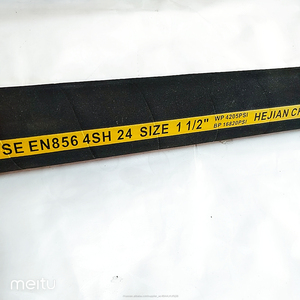 SE EN856 4SH 24 SIZE 1 1/2" WP 4205PSI
BP 16820PSI
HEJIAN CH
meitu